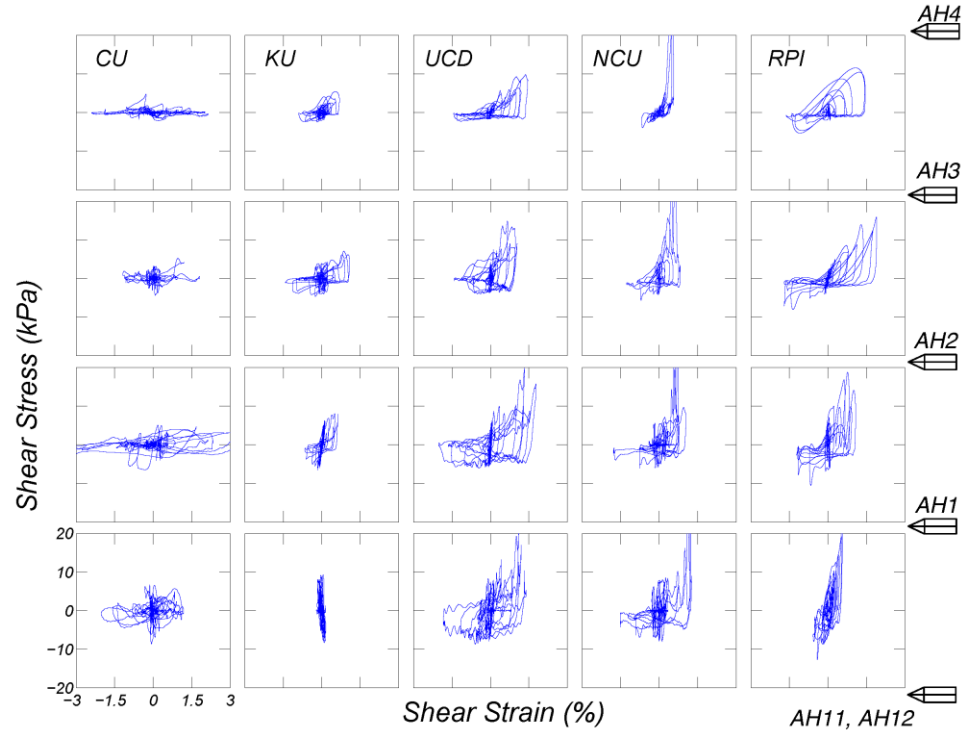 AH4
CU KU UCD NCU RPI
AH3
AH2
Shear Stress (kPa)
AH1
20
10
0
−10
−20
−3 −1.5 0 1.5 3
Shear Strain (%)
AH11, AH12